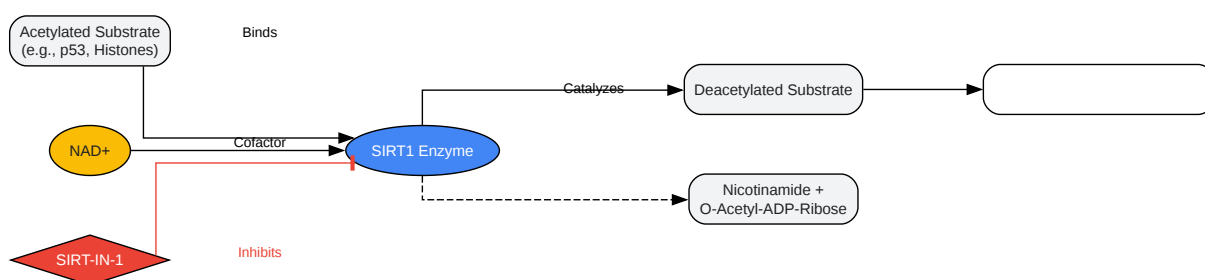 Acetylated Substrate
(e.g., p53, Histones)
Binds
Catalyzes
Deacetylated Substrate
NAD+
Cofactor
SIRT1 Enzyme
Nicotinamide +
O-Acetyl-ADP-Ribose
SIRT-IN-1
Inhibits